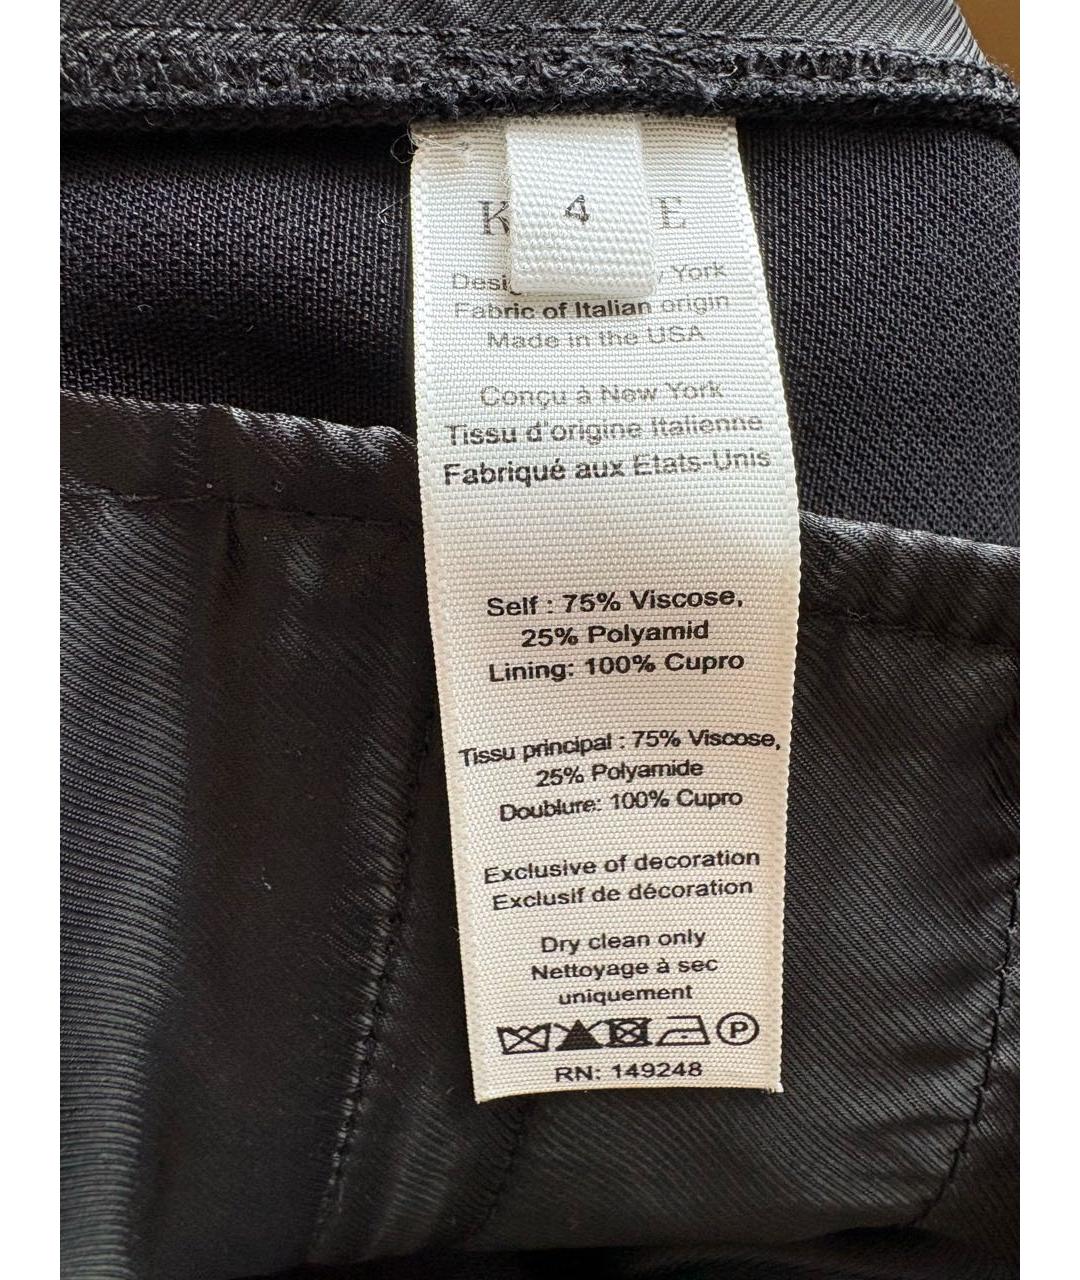 4
Fabric of Italian origin
Made in the USA
Conçu à New York
Tissu d'origine Italienne
Fabriqué aux Etats-Unis
Self : 75% Viscose,
25% Polyamid
Lining: 100% Cupro
Tissu principal : 75% Viscose,
25% Polyamide
Doublure: 100% Cupro
Exclusive of decoration
Exclusif de décoration
Dry clean only
Nettoyage à sec
uniquement
P
RN: 149248